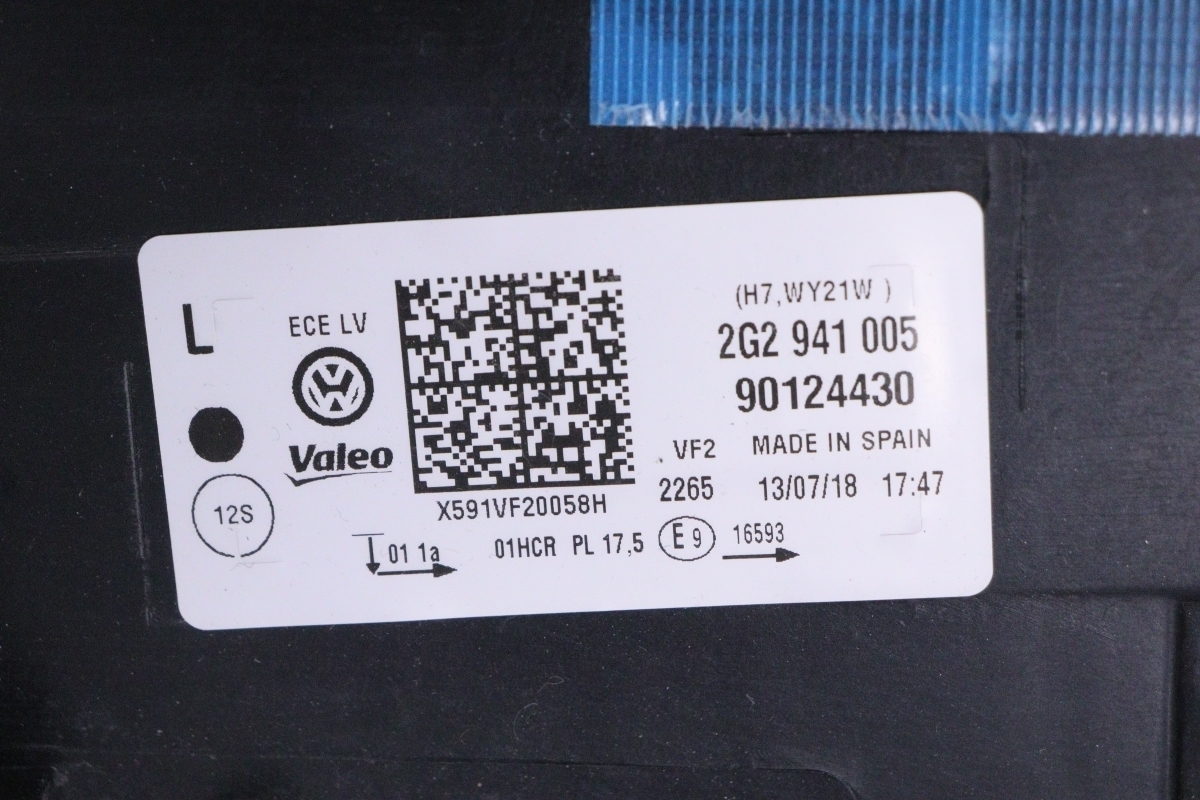 L
ECE LV
Valeo
12S
X591VF20058H
(H7,WY21W )
2G2 941 005
90124430
VF2 MADE IN SPAIN
2265 13/07/18 17:47
01 1a 01HCR PL 17,5 E9 16593